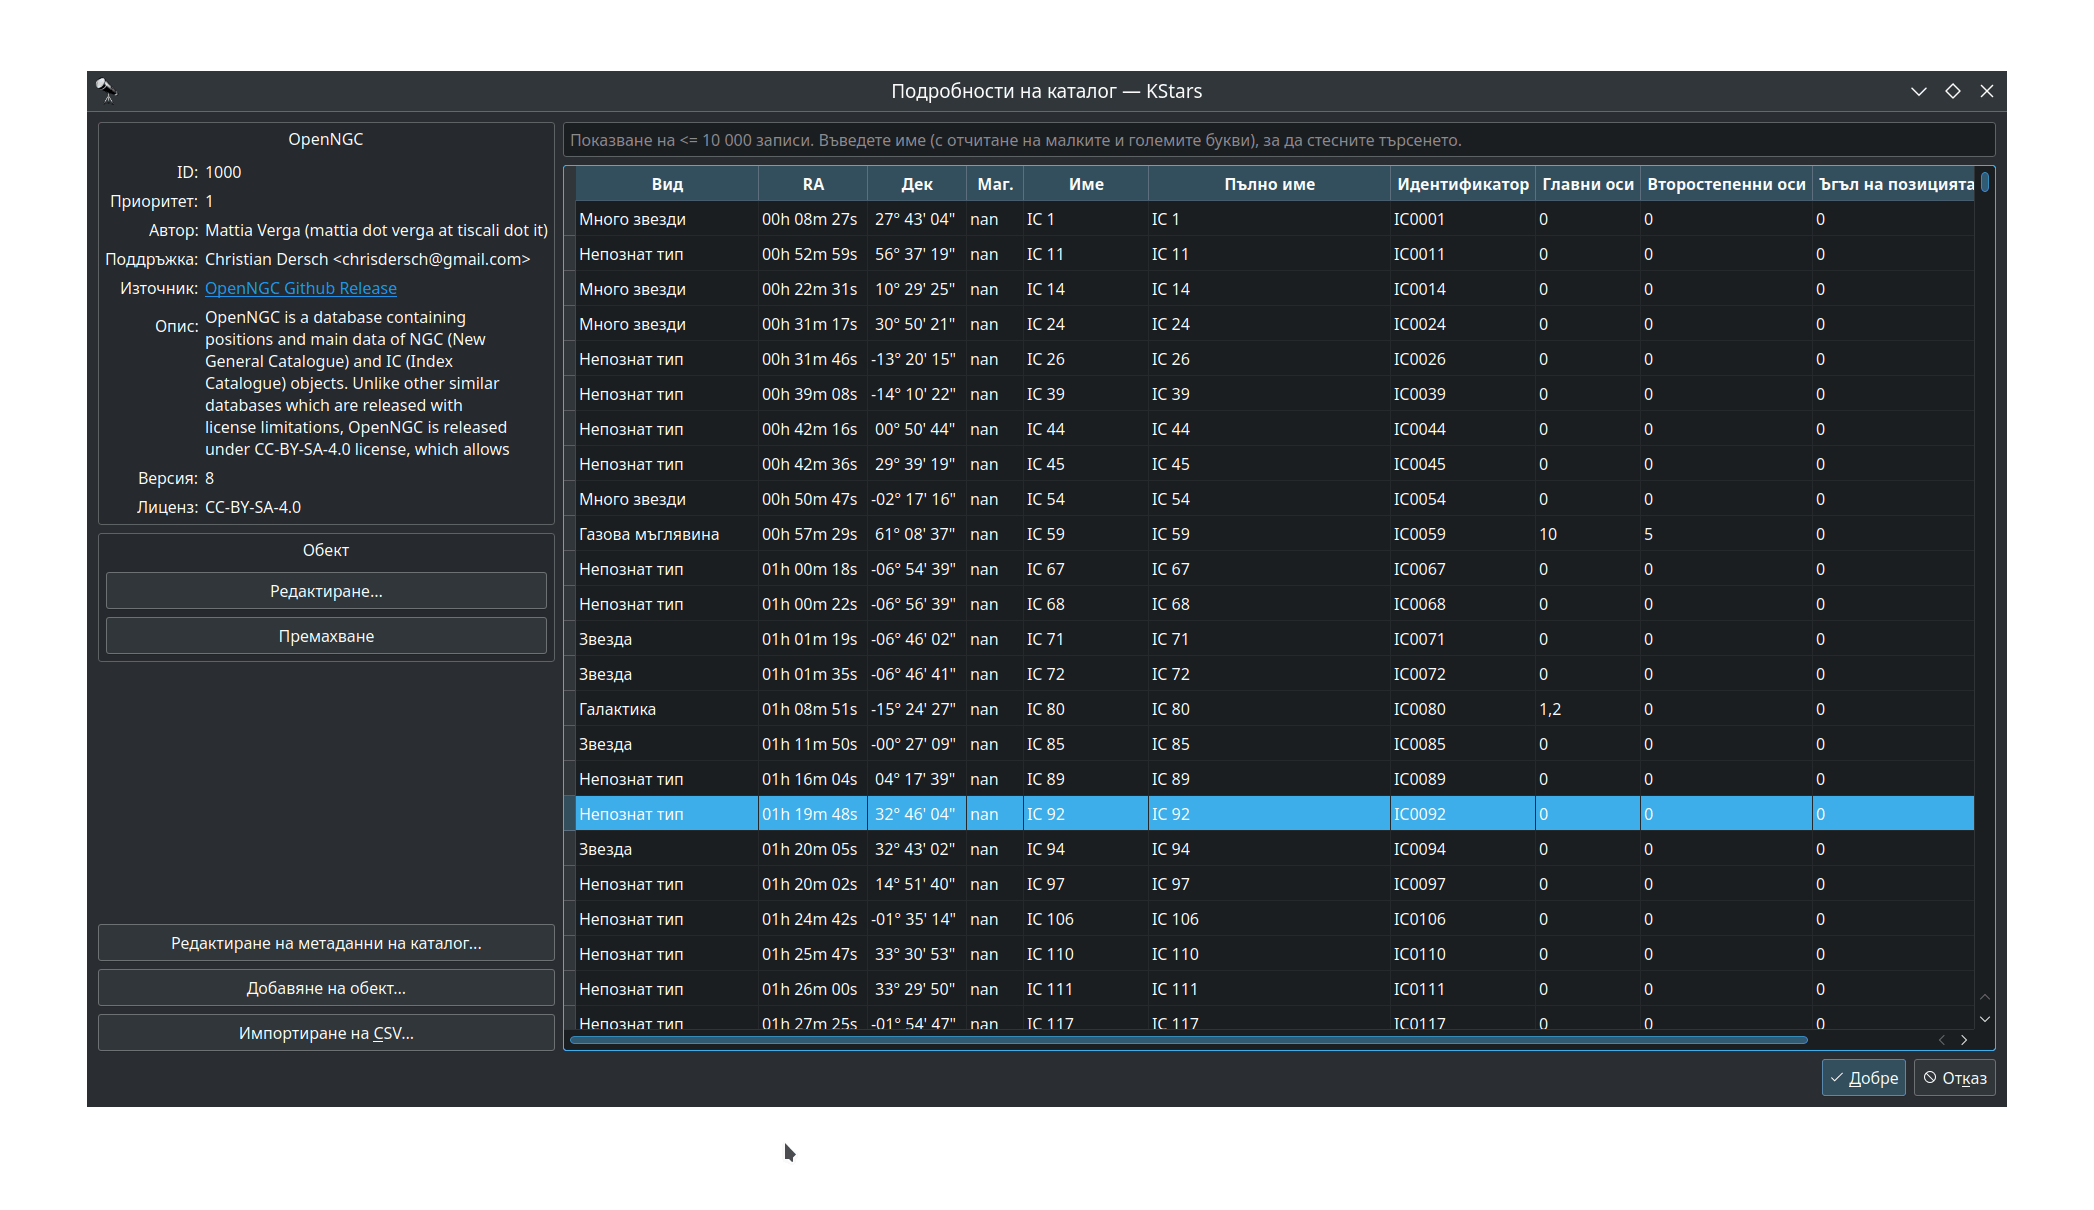 Подробности на каталог — KStars
OpenNGC
ID: 1000
Приоритет: 1
Автор: Mattia Verga (mattia dot verga at tiscali dot it)
Поддръжка: Christian Dersch <chrisdersch@gmail.com>
Източник: OpenNGC Github Release
Опис: OpenNGC is a database containing
positions and main data of NGC (New
General Catalogue) and IC (Index
Catalogue) objects. Unlike other similar
databases which are released with
license limitations, OpenNGC is released
under CC-BY-SA-4.0 license, which allows
Версия: 8
Лиценз: CC-BY-SA-4.0
Обект
Редактиране...
Премахване
Редактиране на метаданни на каталог...
Добавяне на обект...
Импортиране на CSV...
Показване на <= 10 000 записи. Въведете име (с отчитане на малките и големите букви), за да стесните търсенето.
Вид RA Дек Маг. Име Пълно име Идентификатор Главни оси Второстепенни оси Ъгъл на позицията
Много звезди 00h 08m 27s 27° 43' 04" nan IC 1 IC 1 IC0001 0 0 0
Непознат тип 00h 52m 59s 56° 37' 19" nan IC 11 IC 11 IC0011 0 0 0
Много звезди 00h 22m 31s 10° 29' 25" nan IC 14 IC 14 IC0014 0 0 0
Много звезди 00h 31m 17s 30° 50' 21" nan IC 24 IC 24 IC0024 0 0 0
Непознат тип 00h 31m 46s -13° 20' 15" nan IC 26 IC 26 IC0026 0 0 0
Непознат тип 00h 39m 08s -14° 10' 22" nan IC 39 IC 39 IC0039 0 0 0
Непознат тип 00h 42m 16s 00° 50' 44" nan IC 44 IC 44 IC0044 0 0 0
Непознат тип 00h 42m 36s 29° 39' 19" nan IC 45 IC 45 IC0045 0 0 0
Много звезди 00h 50m 47s -02° 17' 16" nan IC 54 IC 54 IC0054 0 0 0
Газова мъглявина 00h 57m 29s 61° 08' 37" nan IC 59 IC 59 IC0059 10 5 0
Непознат тип 01h 00m 18s -06° 54' 39" nan IC 67 IC 67 IC0067 0 0 0
Непознат тип 01h 00m 22s -06° 56' 39" nan IC 68 IC 68 IC0068 0 0 0
Звезда 01h 01m 19s -06° 46' 02" nan IC 71 IC 71 IC0071 0 0 0
Звезда 01h 01m 35s -06° 46' 41" nan IC 72 IC 72 IC0072 0 0 0
Галактика 01h 08m 51s -15° 24' 27" nan IC 80 IC 80 IC0080 1,2 0 0
Звезда 01h 11m 50s -00° 27' 09" nan IC 85 IC 85 IC0085 0 0 0
Непознат тип 01h 16m 04s 04° 17' 39" nan IC 89 IC 89 IC0089 0 0 0
Непознат тип 01h 19m 48s 32° 46' 04" nan IC 92 IC 92 IC0092 0 0 0
Звезда 01h 20m 05s 32° 43' 02" nan IC 94 IC 94 IC0094 0 0 0
Непознат тип 01h 20m 02s 14° 51' 40" nan IC 97 IC 97 IC0097 0 0 0
Непознат тип 01h 24m 42s -01° 35' 14" nan IC 106 IC 106 IC0106 0 0 0
Непознат тип 01h 25m 47s 33° 30' 53" nan IC 110 IC 110 IC0110 0 0 0
Непознат тип 01h 26m 00s 33° 29' 50" nan IC 111 IC 111 IC0111 0 0 0
Непознат тип 01h 27m 25s -01° 54' 47" nan IC 117 IC 117 IC0117 0 0 0
Добре Отказ